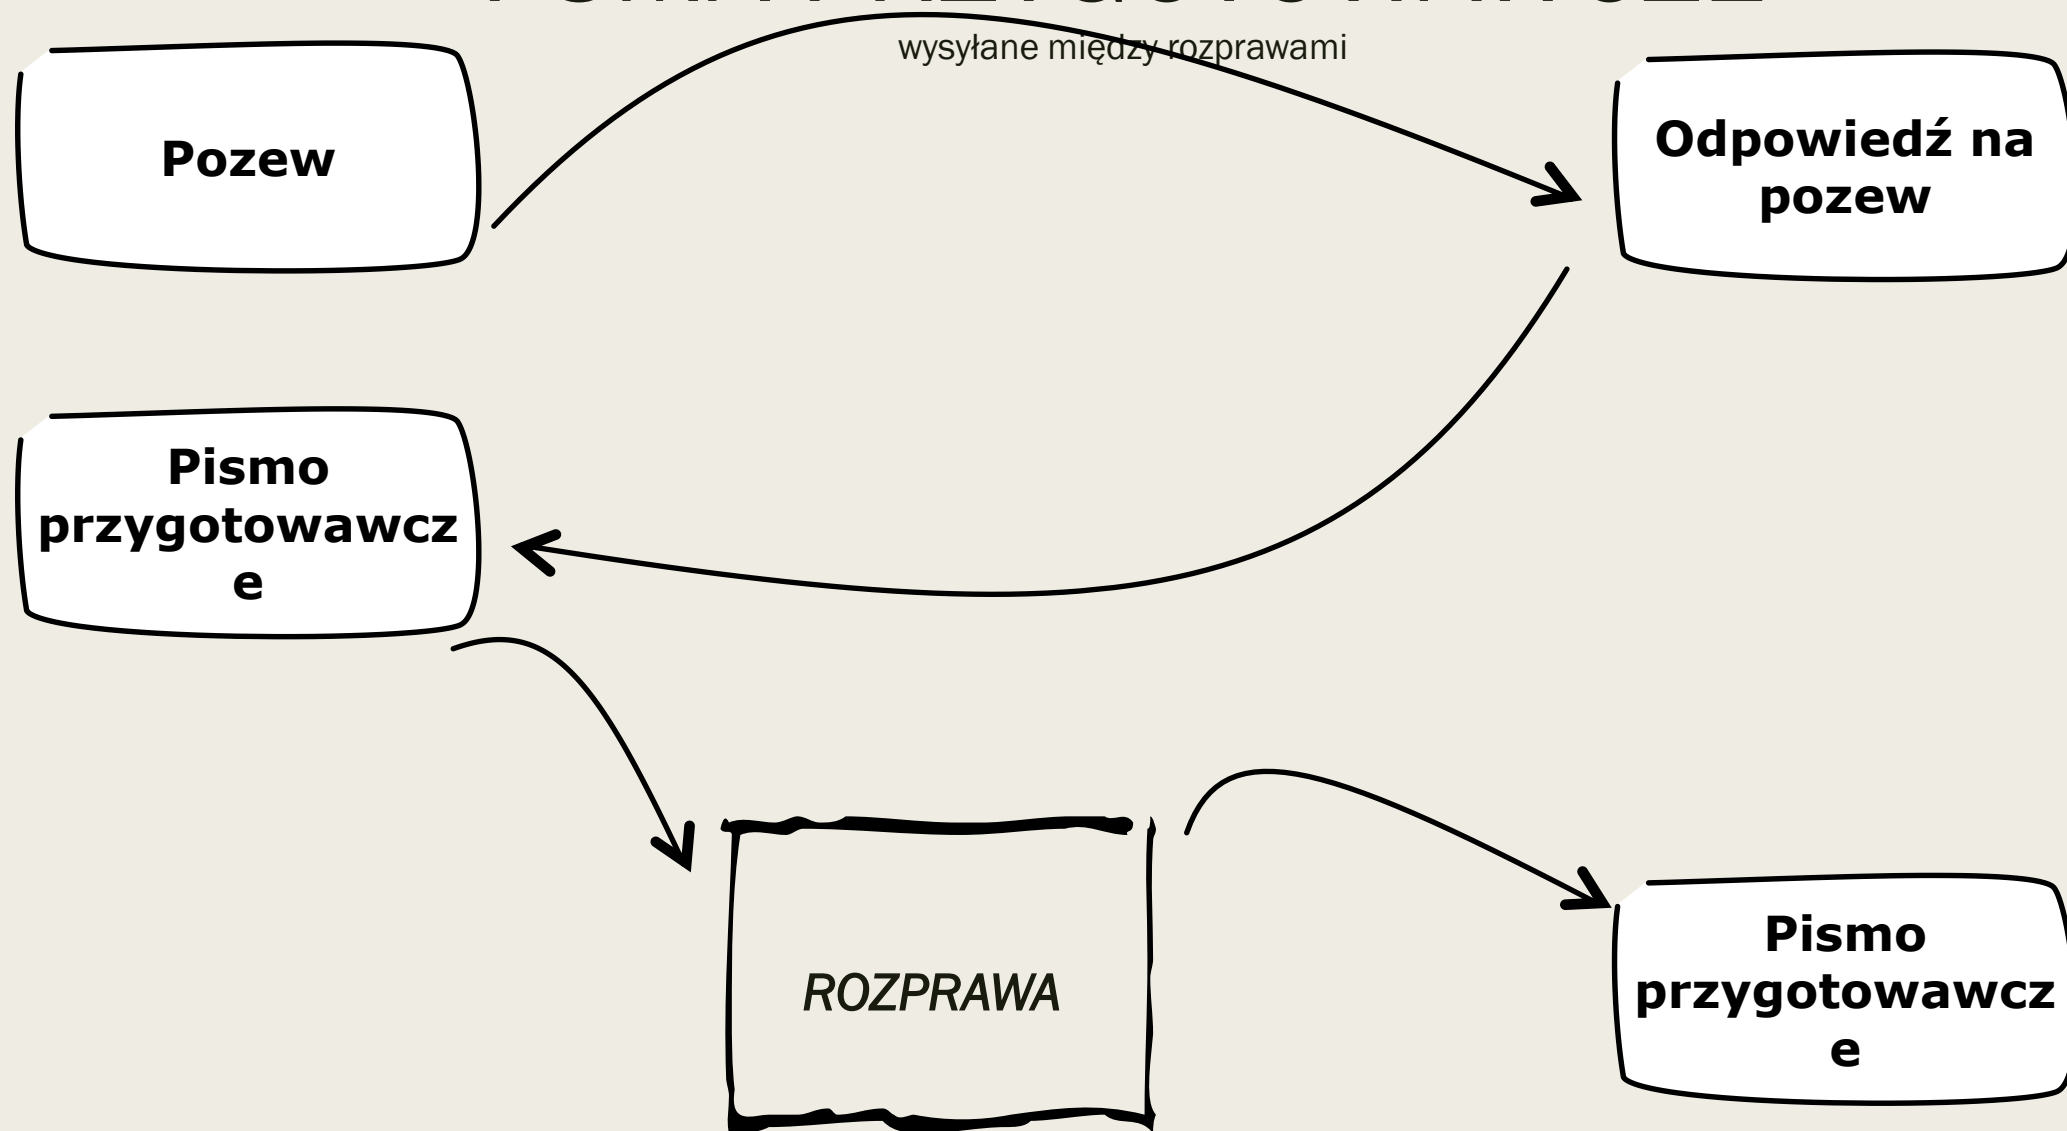 wysyłane między rozprawami
Pozew
Odpowiedź na
pozew
Pismo
przygotowawcz
e
ROZPRAWA
Pismo
przygotowawcz
e